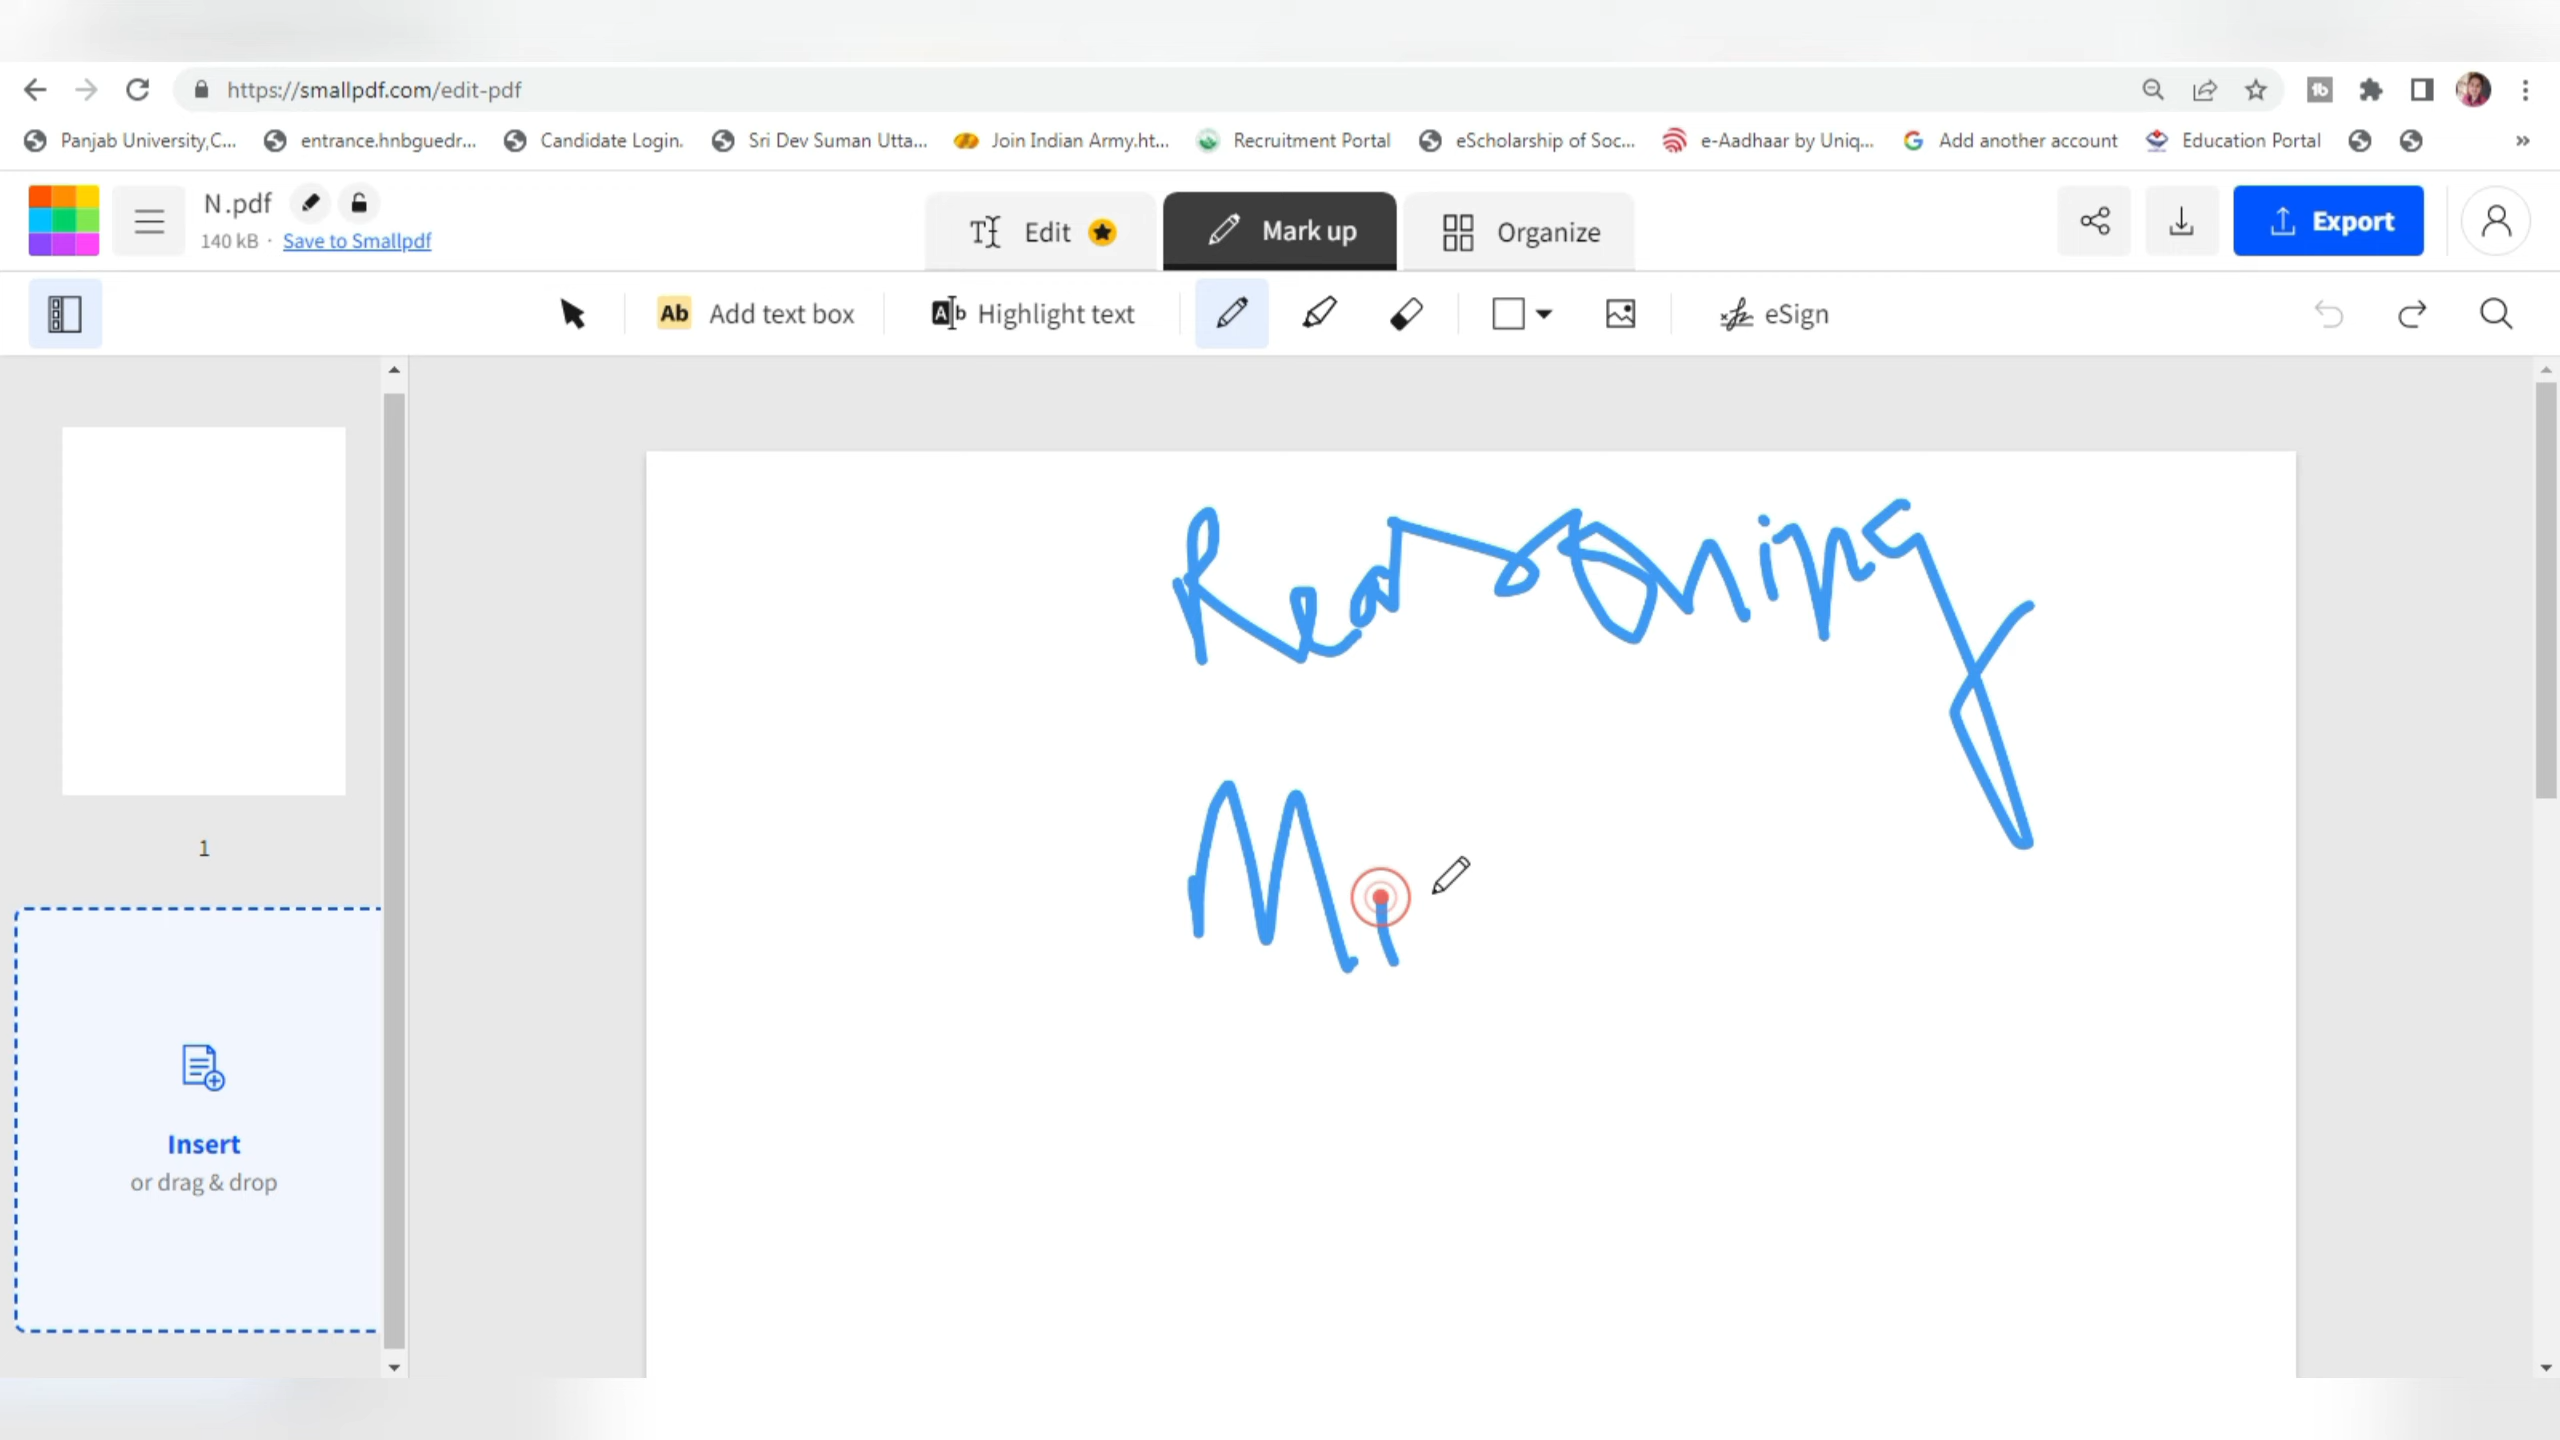 https://smallpdf.com/edit-pdf
Panjab University,C... entrance.hnbguedr... Candidate Login. Sri Dev Suman Utta... Join Indian Army.ht... Recruitment Portal eScholarship of Soc... e-Aadhaar by Uniq... Add another account Education Portal »
N.pdf
140 kB · Save to Smallpdf
Edit Mark up Organize Export
Ab Add text box Ab Highlight text eSign
Reasoning
M
1
Insert
or drag & drop